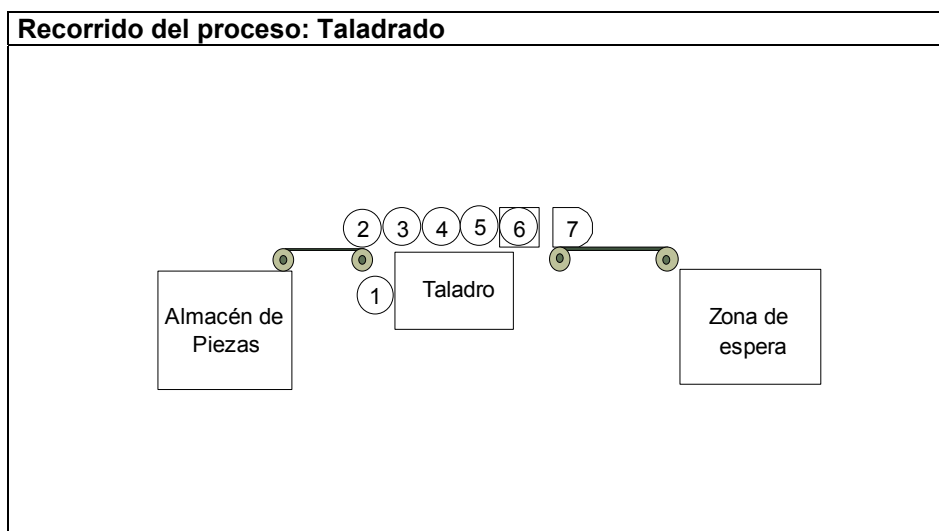 Recorrido del proceso: Taladrado
2 3 4 5 6 7
1
Taladro
Almacén de
Piezas
Zona de
espera